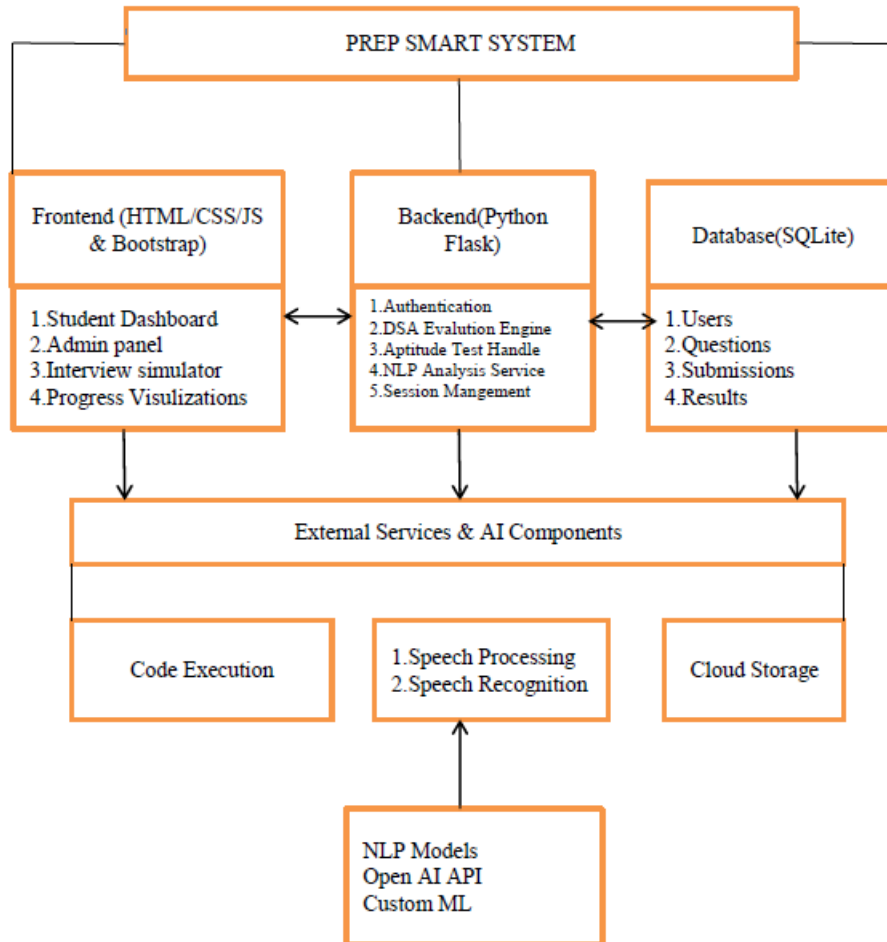 PREP SMART SYSTEM
Frontend (HTML/CSS/JS
& Bootstrap)
1.Student Dashboard
2.Admin panel
3.Interview simulator
4.Progress Visulizations
Backend(Python
Flask)
1.Authentication
2.DSA Evalution Engine
3.Aptitude Test Handle
4.NLP Analysis Service
5.Session Mangement
Database(SQLite)
1.Users
2.Questions
3.Submissions
4.Results
External Services & AI Components
Code Execution
1.Speech Processing
2.Speech Recognition
Cloud Storage
NLP Models
Open AI API
Custom ML